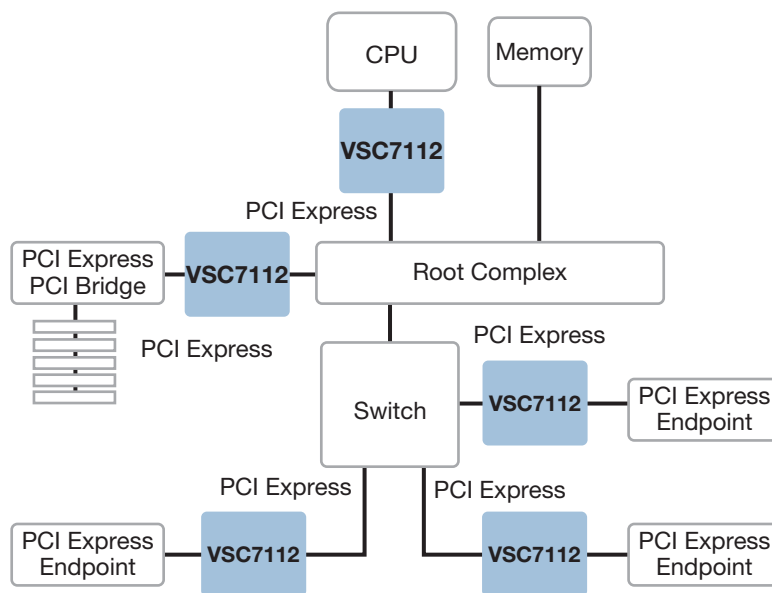 CPU
Memory
VSC7112
PCI Express
PCI Express
PCI Bridge
VSC7112
Root Complex
PCI Express
PCI Express
Switch
VSC7112
PCI Express
Endpoint
PCI Express
PCI Express
PCI Express
Endpoint
VSC7112
VSC7112
PCI Express
Endpoint